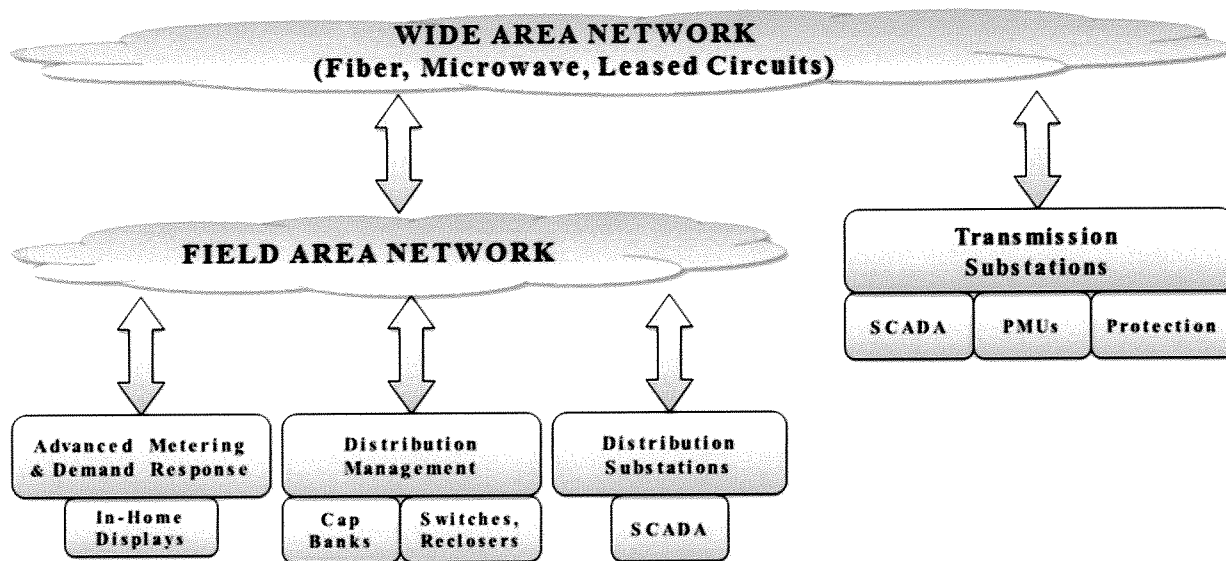 WIDE AREA NETWORK
(Fiber, Microwave, Leased Circuits)
FIELD AREA NETWORK
Transmission
Substations
SCADA
PMUs
Protection
Advanced Metering
& Demand Response
In-Home
Displays
Distribution
Management
Cap
Banks
Switches,
Reclosers
Distribution
Substations
SCADA